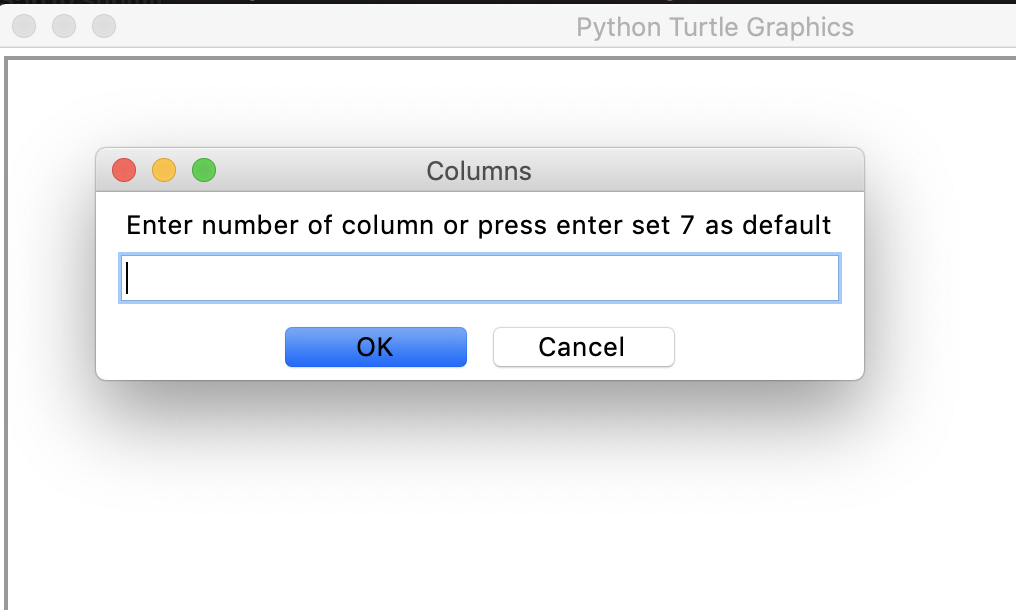 Python Turtle Graphics
Columns
Enter number of column or press enter set 7 as default
OK
Cancel